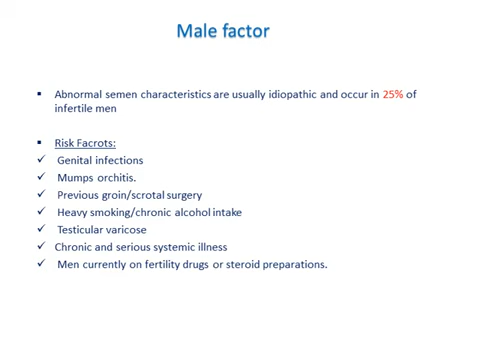 Male factor
▪ Abnormal semen characteristics are usually idiopathic and occur in 25% of
infertile men
▪ Risk Facrots:
✓ Genital infections
✓ Mumps orchitis.
✓ Previous groin/scrotal surgery
✓ Heavy smoking/chronic alcohol intake
✓ Testicular varicose
✓ Chronic and serious systemic illness
✓ Men currently on fertility drugs or steroid preparations.